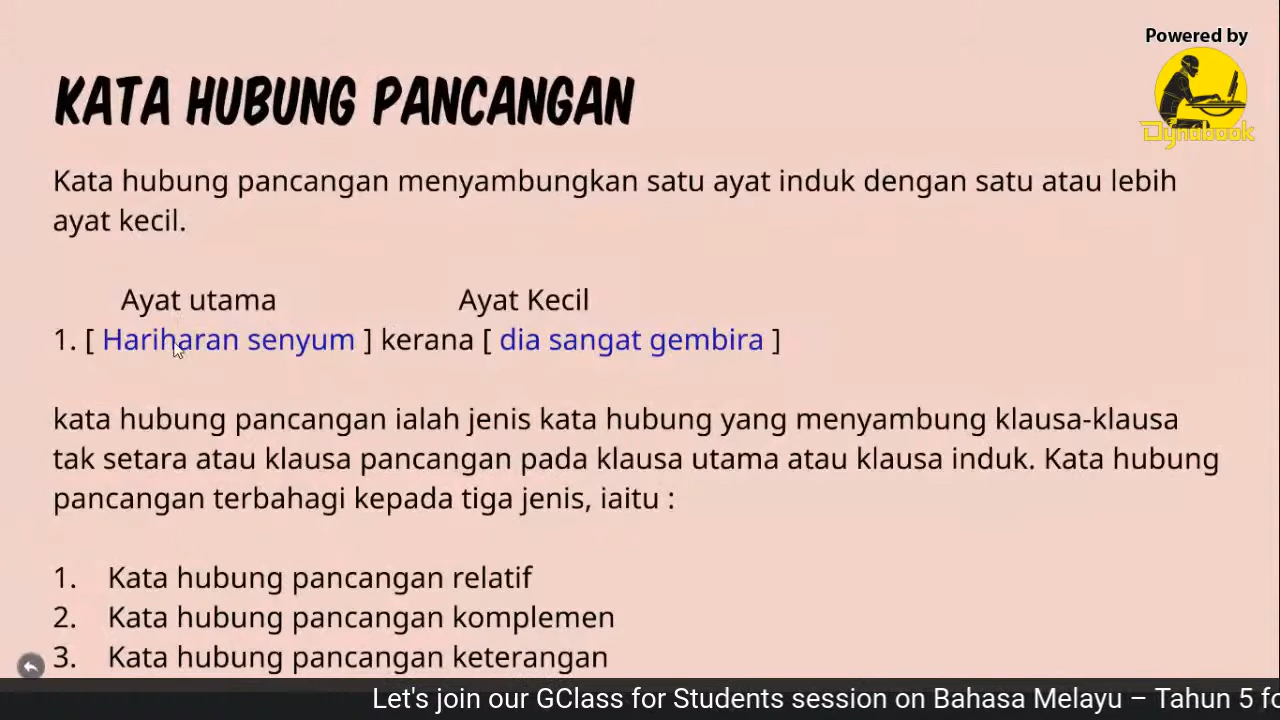 Powered by
Dynabook
KATA HUBUNG PANCANGAN
Kata hubung pancangan menyambungkan satu ayat induk dengan satu atau lebih
ayat kecil.
Ayat utama Ayat Kecil
1. [ Hariharan senyum ] kerana [ dia sangat gembira ]
kata hubung pancangan ialah jenis kata hubung yang menyambung klausa-klausa
tak setara atau klausa pancangan pada klausa utama atau klausa induk. Kata hubung
pancangan terbahagi kepada tiga jenis, iaitu :
1. Kata hubung pancangan relatif
2. Kata hubung pancangan komplemen
3. Kata hubung pancangan keterangan
Let's join our GClass for Students session on Bahasa Melayu – Tahun 5 fo